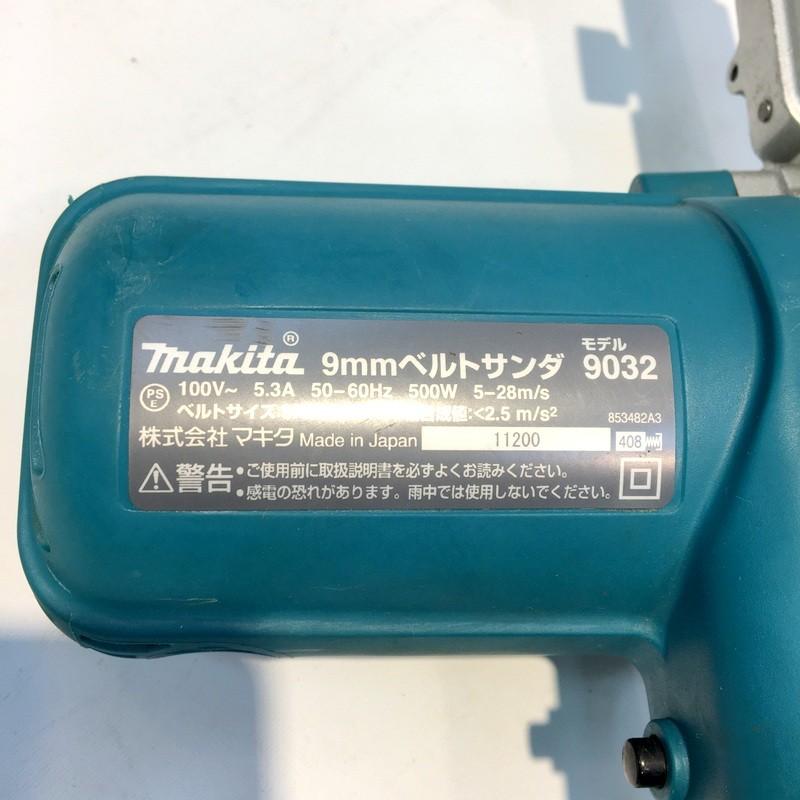 makita® 9mmベルトサンダ モデル 9032
PS E 100V~ 5.3A 50-60Hz 500W 5-28m/s
ベルトサイズ: 値:<2.5 m/s² 853482A3
株式会社 マキタ Made in Japan 11200 408
警告 •ご使用前に取扱説明書を必ずよくお読みください。
•感電の恐れがあります。雨中では使用しないでください。